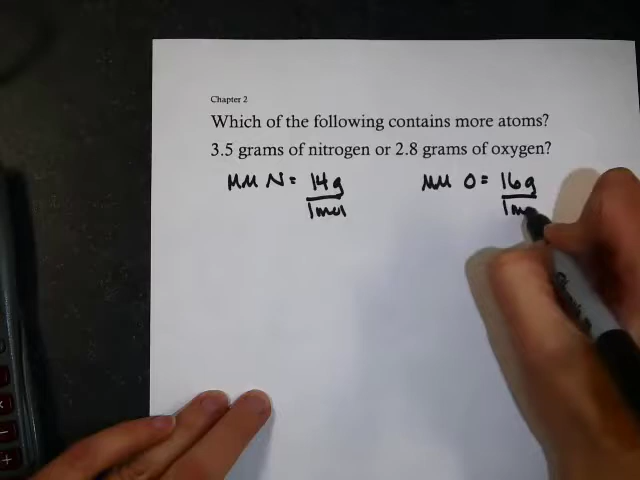 Chapter 2
Which of the following contains more atoms?
3.5 grams of nitrogen or 2.8 grams of oxygen?
MM N = 14g MM O = 16g
1mol 1mo